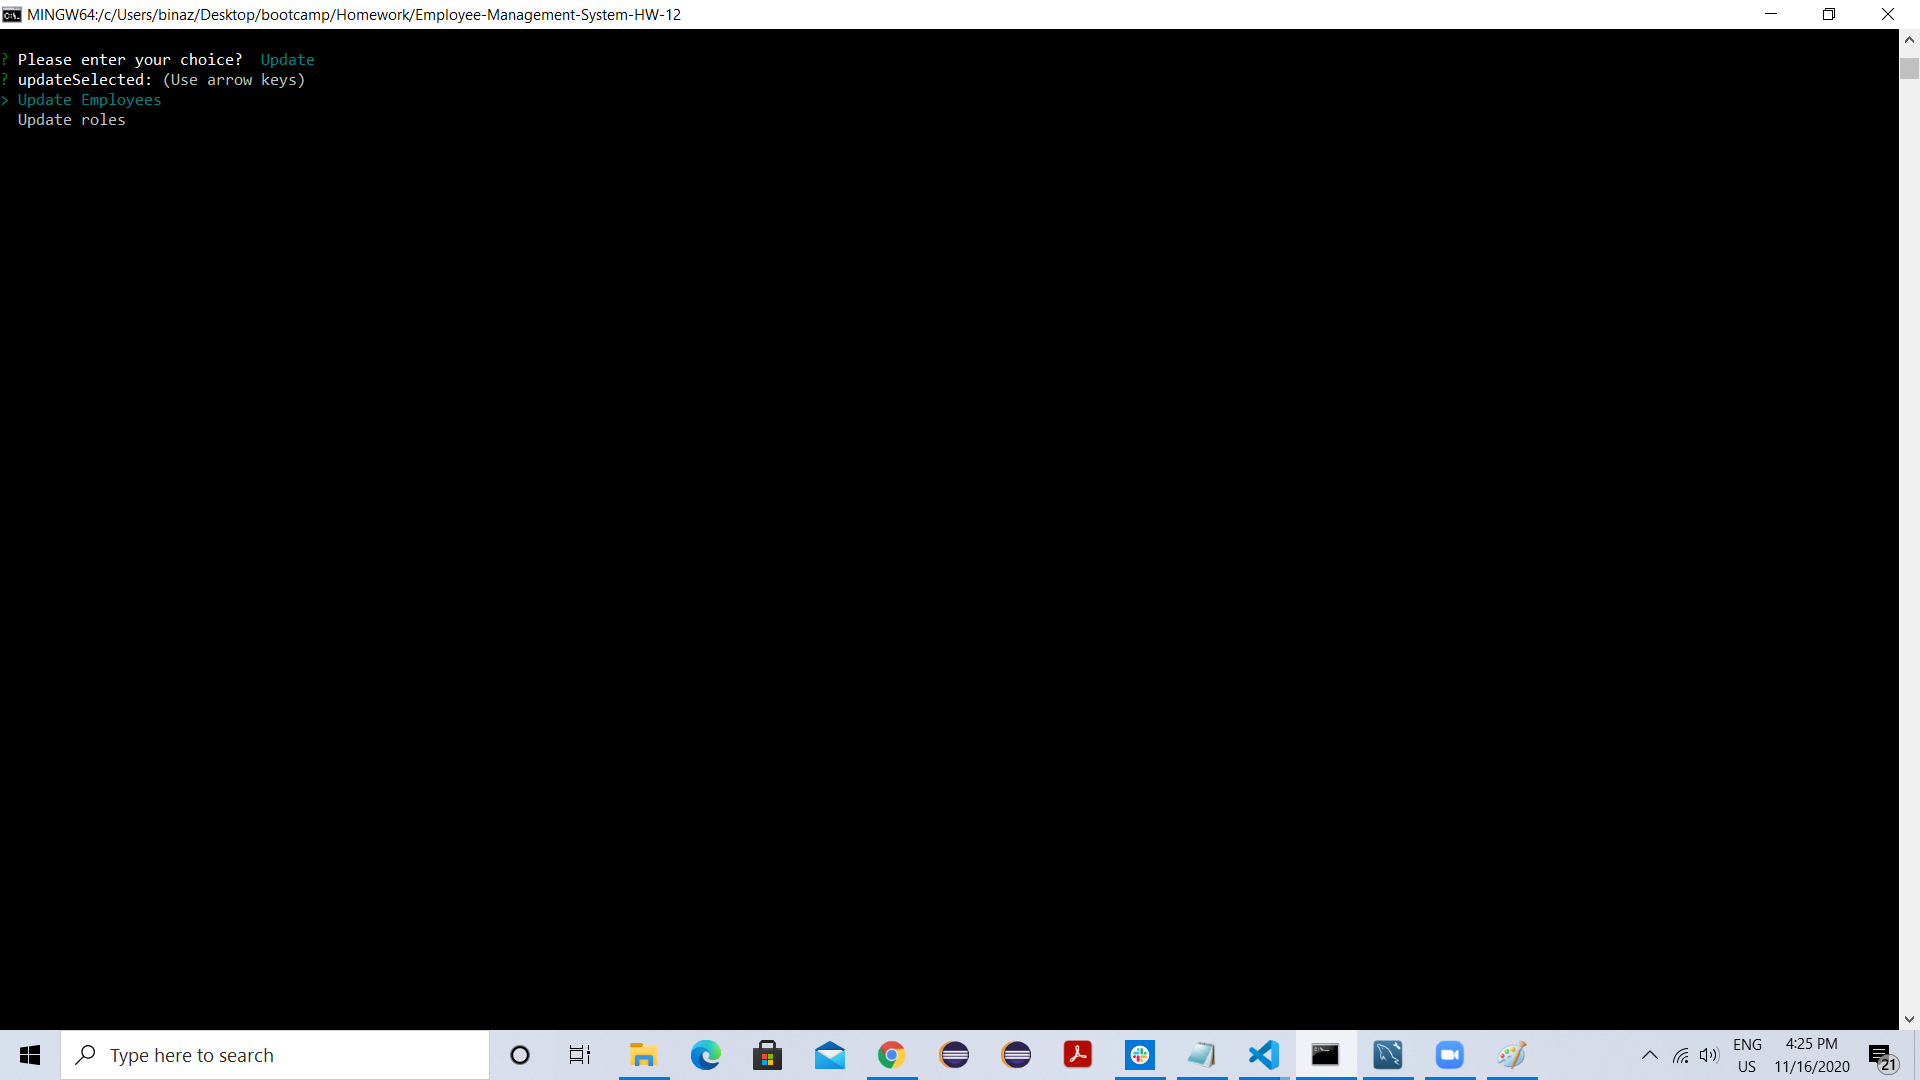 MINGW64:/c/Users/binaz/Desktop/bootcamp/Homework/Employee-Management-System-HW-12
? Please enter your choice?  Update
? updateSelected: (Use arrow keys)
> Update Employees
  Update roles
Type here to search
ENG
US
4:25 PM
11/16/2020
21